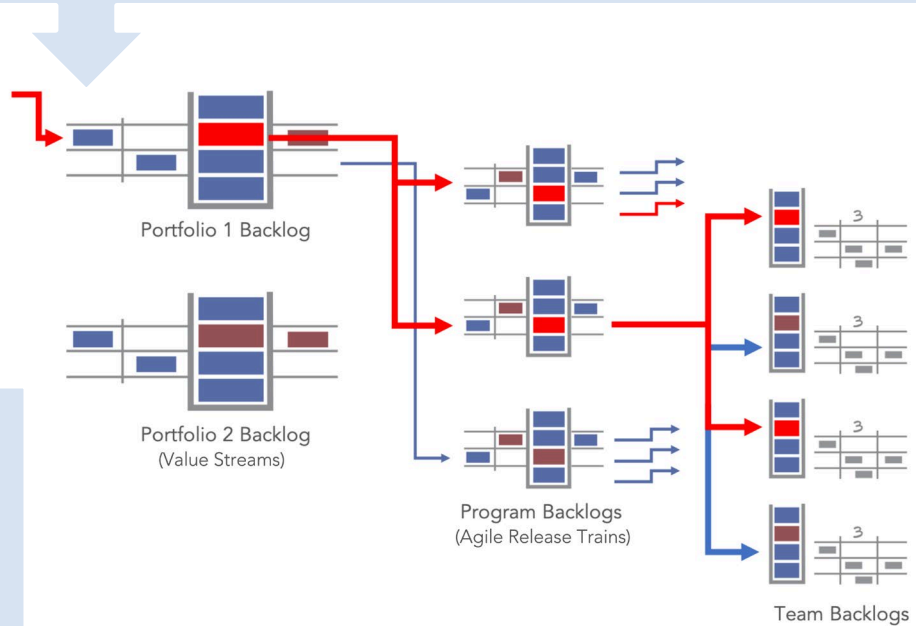 Portfolio 1 Backlog
Portfolio 2 Backlog
(Value Streams)
Program Backlogs
(Agile Release Trains)
3
3
3
3
Team Backlogs